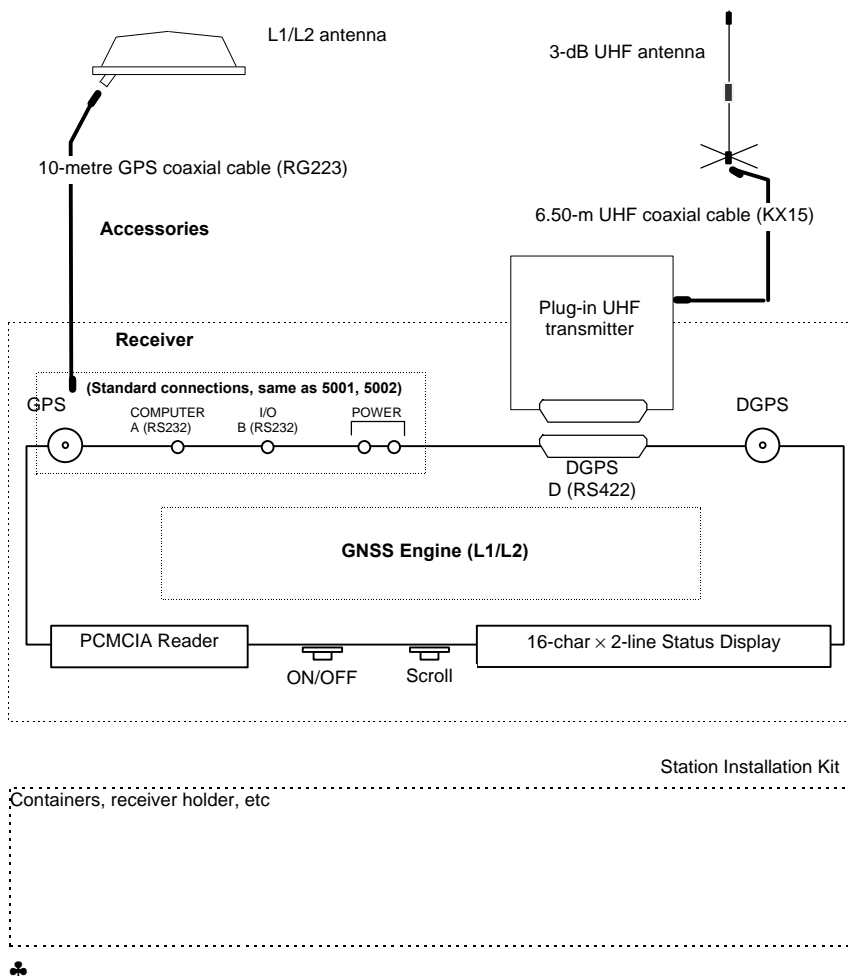 L1/L2 antenna
3-dB UHF antenna
10-metre GPS coaxial cable (RG223)
6.50-m UHF coaxial cable (KX15)
Accessories
Plug-in UHF
transmitter
Receiver
(Standard connections, same as 5001, 5002)
GPS
COMPUTER
A (RS232)
I/O
B (RS232)
POWER
DGPS
DGPS
D (RS422)
GNSS Engine (L1/L2)
PCMCIA Reader
16-char × 2-line Status Display
ON/OFF
Scroll
Station Installation Kit
Containers, receiver holder, etc
♣